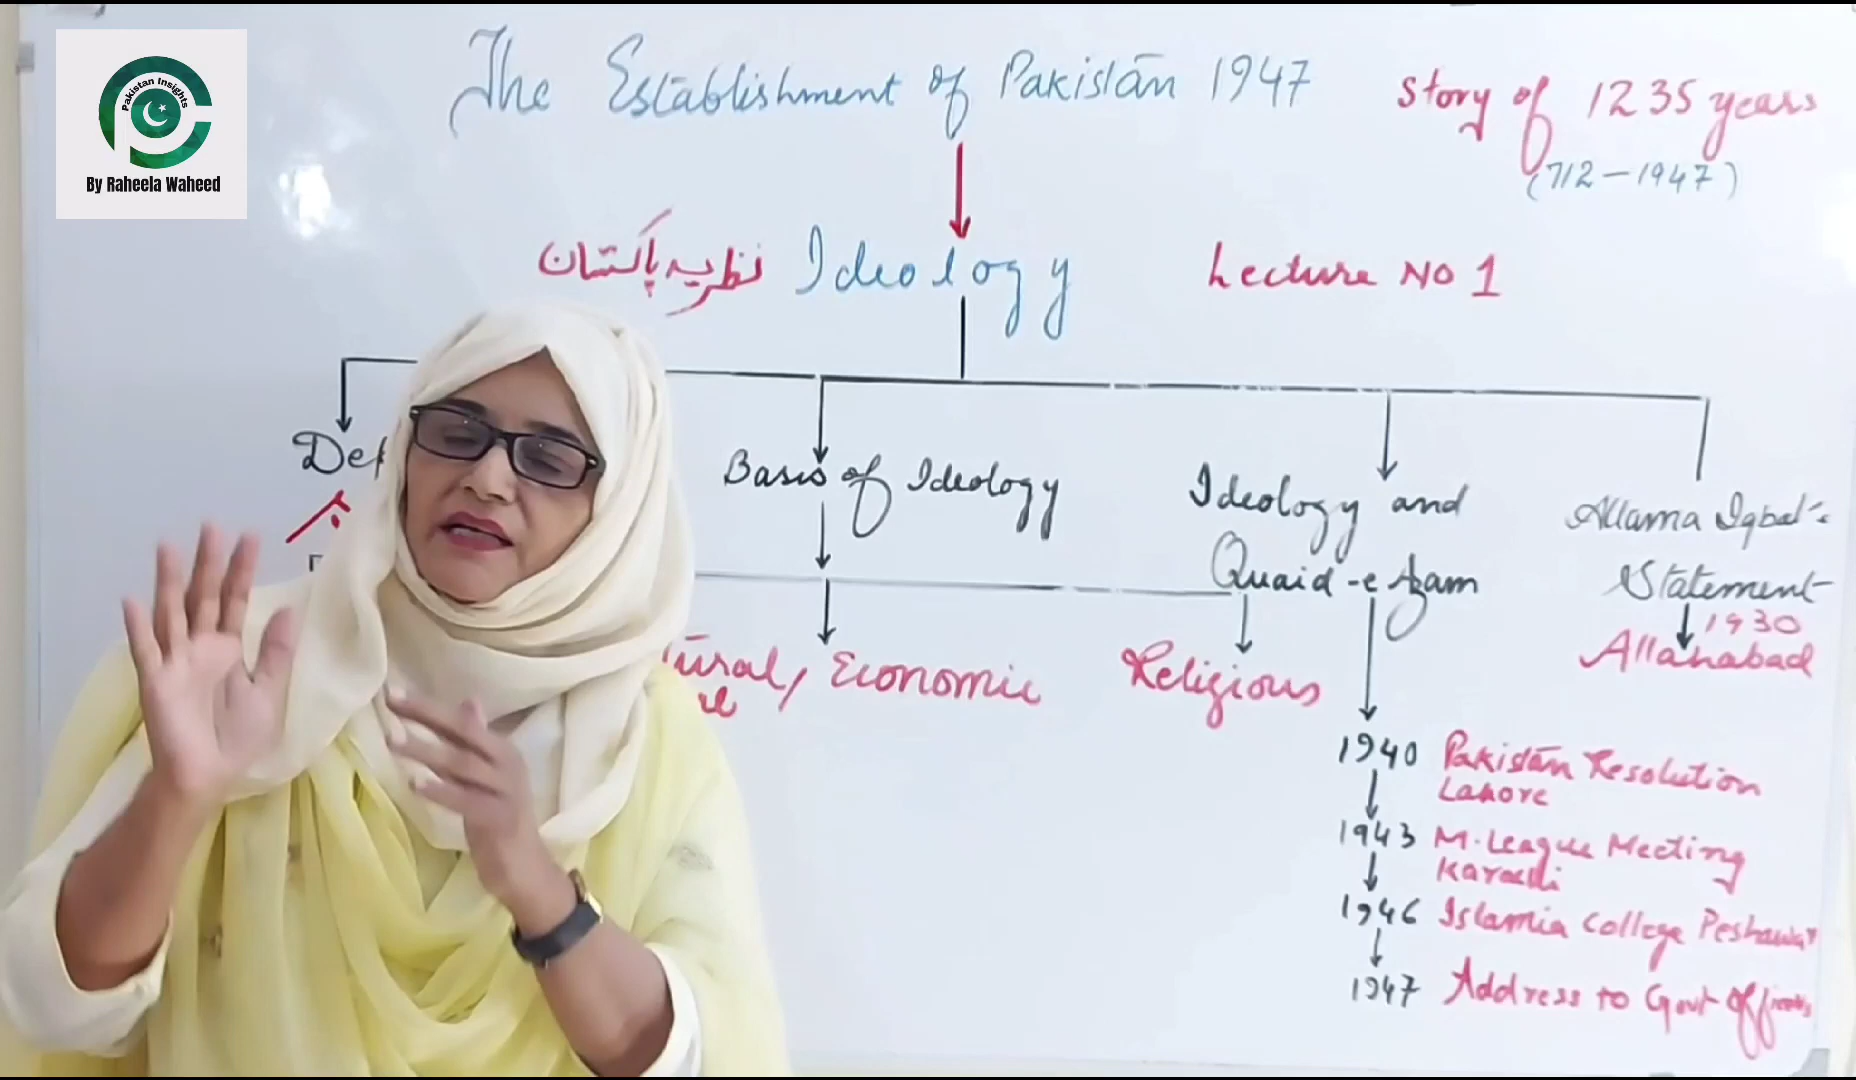 Pakistan Insights
By Raheela Waheed
The Establishment of Pakistan 1947
Story of 1235 years
(712-1947)
نظریہ پاکستان
Ideology
Lecture No 1
Basis of Ideology
Ideology and
Quaid-e Azam
Allama Iqbal's
Statement
1930
Allahabad
Economic
Religious
1940 Pakistan Resolution
Lahore
1943 M.League Meeting
Karachi
1946 Islamia College Peshawar
1947 Address to Govt Officers